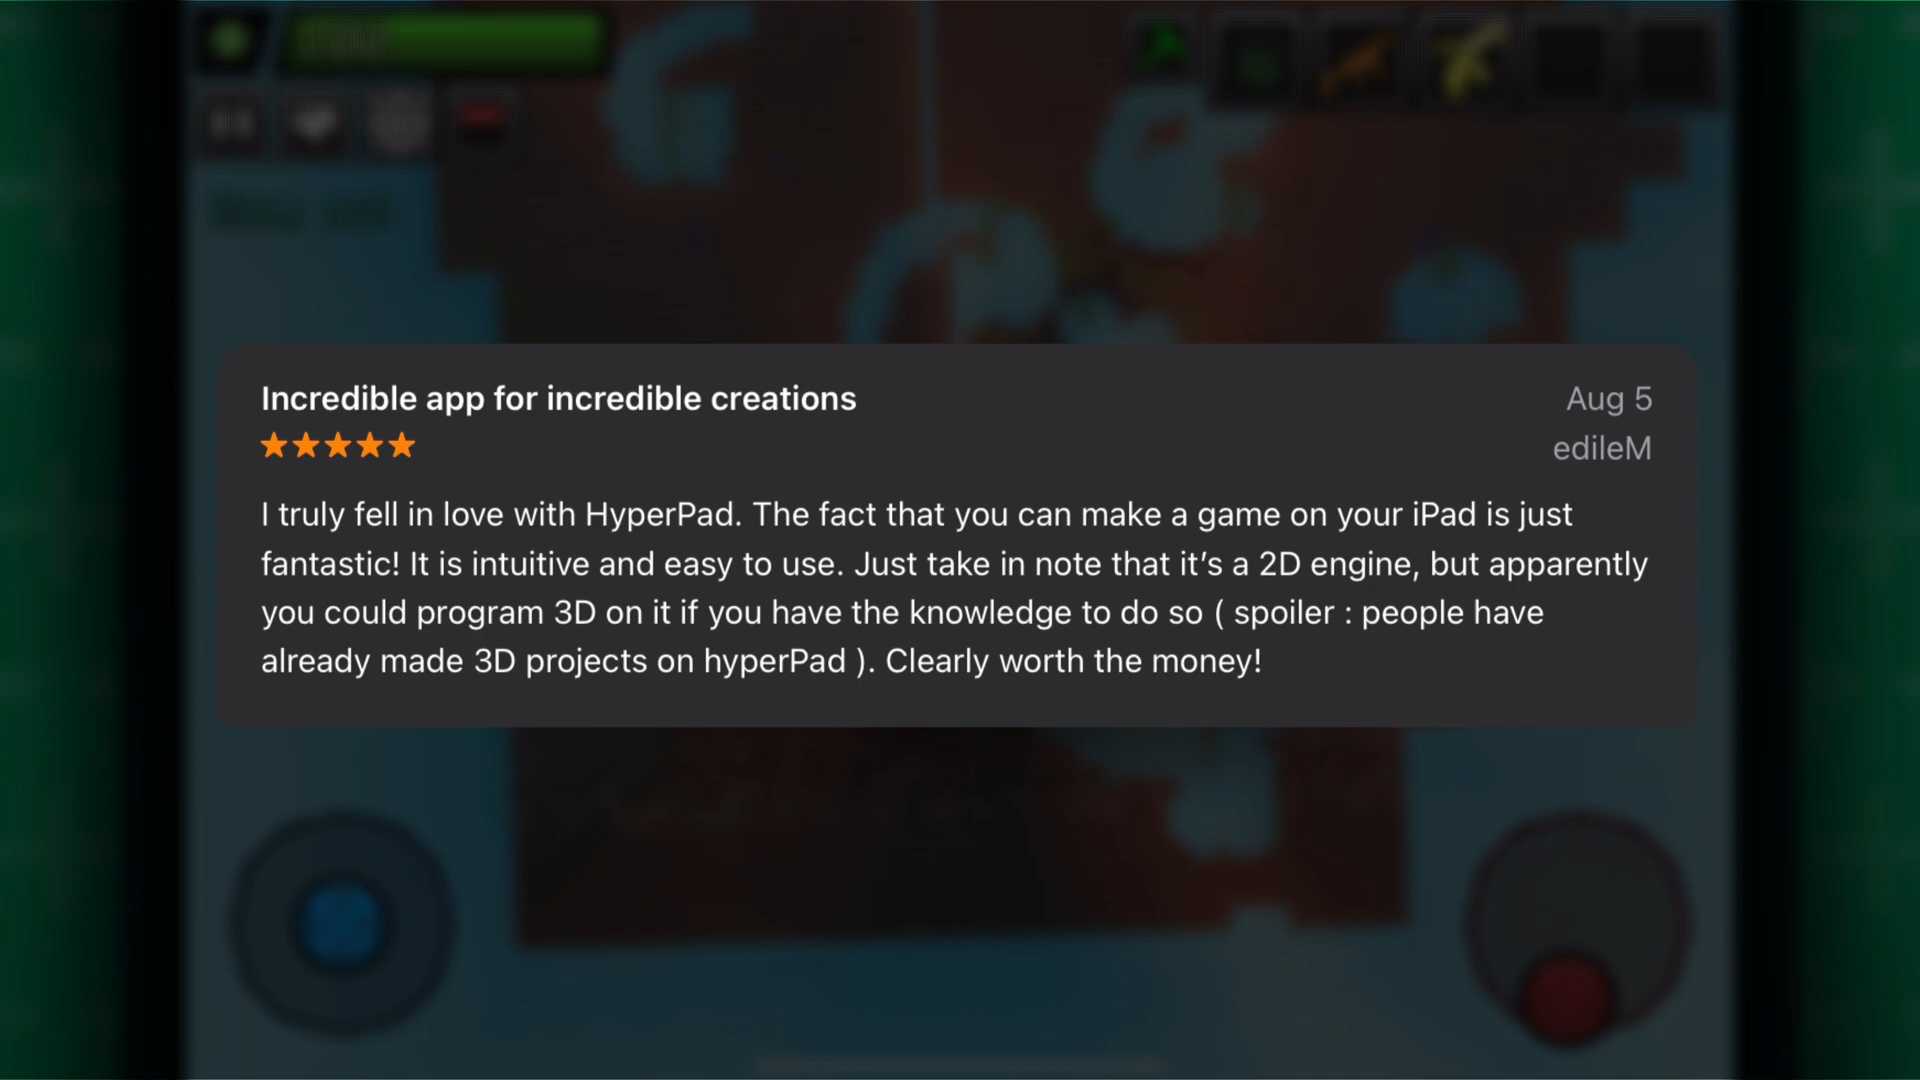 Incredible app for incredible creations
Aug 5
edileM
I truly fell in love with HyperPad. The fact that you can make a game on your iPad is just
fantastic! It is intuitive and easy to use. Just take in note that it’s a 2D engine, but apparently
you could program 3D on it if you have the knowledge to do so ( spoiler : people have
already made 3D projects on hyperPad ). Clearly worth the money!